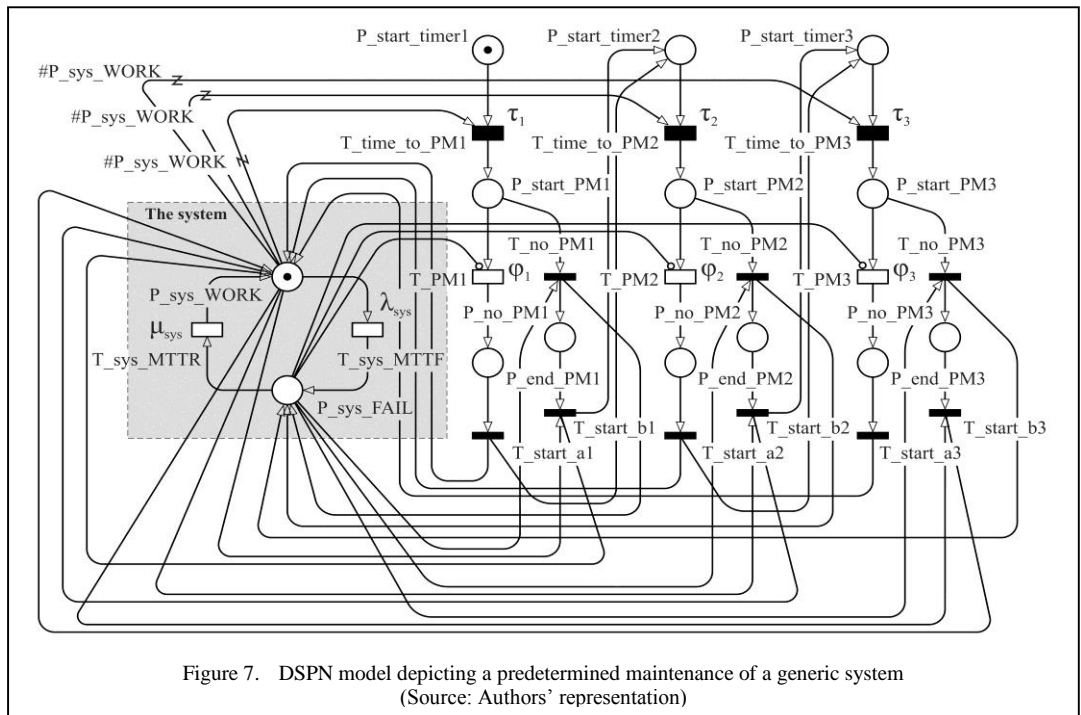 P_start_timer1
P_start_timer2
P_start_timer3
#P_sys_WORK
#P_sys_WORK
#P_sys_WORK
τ1
τ2
τ3
T_time_to_PM1
T_time_to_PM2
T_time_to_PM3
P_start_PM1
P_start_PM2
P_start_PM3
The system
T_no_PM1
T_no_PM2
T_no_PM3
T_PM1
φ1
T_PM2
φ2
T_PM3
φ3
P_sys_WORK
λsys
P_no_PM1
P_no_PM2
P_no_PM3
μsys
T_sys_MTTR
T_sys_MTTF
P_end_PM1
P_end_PM2
P_end_PM3
P_sys_FAIL
T_start_b1
T_start_b2
T_start_b3
T_start_a1
T_start_a2
T_start_a3
Figure 7. DSPN model depicting a predetermined maintenance of a generic system
(Source: Authors' representation)